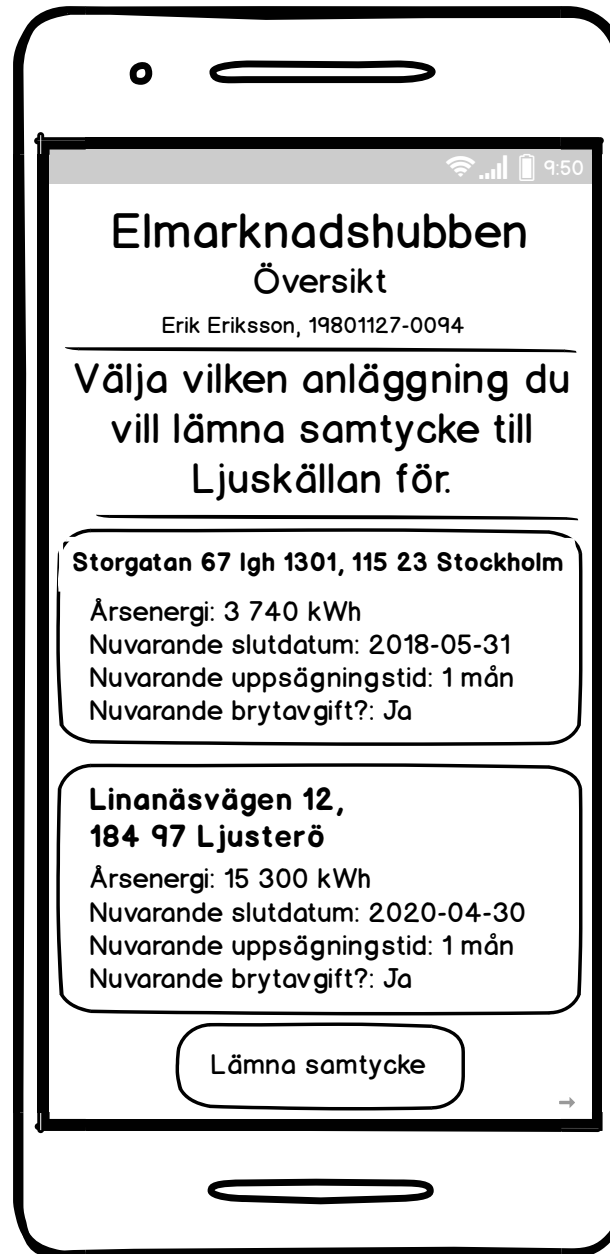 9:50
Elmarknadshubben
Översikt
Erik Eriksson, 19801127-0094
Välja vilken anläggning du
vill lämna samtycke till
Ljuskällan för.
Storgatan 67 lgh 1301, 115 23 Stockholm
Årsenergi: 3 740 kWh
Nuvarande slutdatum: 2018-05-31
Nuvarande uppsägningstid: 1 mån
Nuvarande brytavgift?: Ja
Linanäsvägen 12,
184 97 Ljusterö
Årsenergi: 15 300 kWh
Nuvarande slutdatum: 2020-04-30
Nuvarande uppsägningstid: 1 mån
Nuvarande brytavgift?: Ja
Lämna samtycke